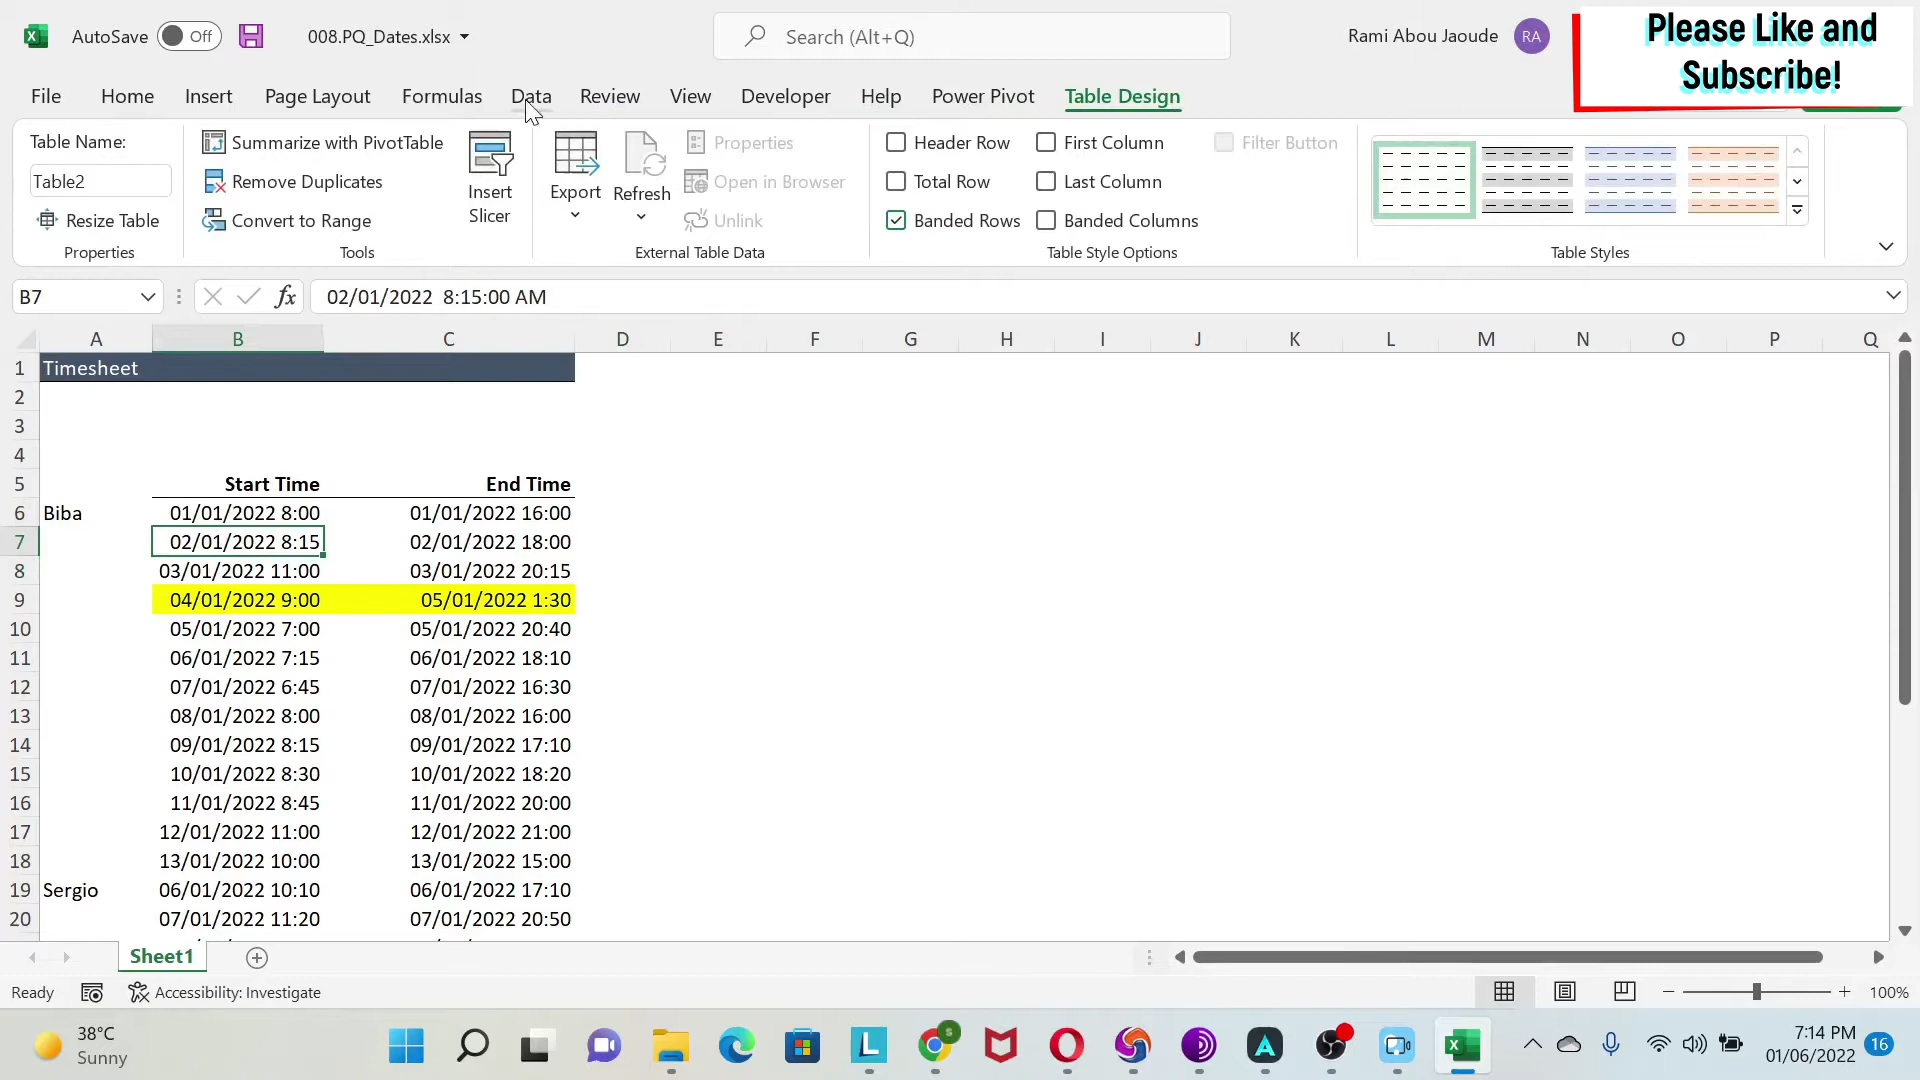 AutoSave Off 008.PQ_Dates.xlsx Search (Alt+Q) Rami Abou Jaoude RA
Please Like and
Subscribe!
File Home Insert Page Layout Formulas Data Review View Developer Help Power Pivot Table Design
Table Name:
Table2
Resize Table
Properties
Summarize with PivotTable
Remove Duplicates
Convert to Range
Tools
Insert
Slicer
Export
Refresh
Properties
Open in Browser
Unlink
External Table Data
Header Row First Column Filter Button
Total Row Last Column
Banded Rows Banded Columns
Table Style Options
Table Styles
B7 fx 02/01/2022 8:15:00 AM
A B C D E F G H I J K L M N O P Q
1 Timesheet
2
3
4
5 Start Time End Time
6 Biba 01/01/2022 8:00 01/01/2022 16:00
7 02/01/2022 8:15 02/01/2022 18:00
8 03/01/2022 11:00 03/01/2022 20:15
9 04/01/2022 9:00 05/01/2022 1:30
10 05/01/2022 7:00 05/01/2022 20:40
11 06/01/2022 7:15 06/01/2022 18:10
12 07/01/2022 6:45 07/01/2022 16:30
13 08/01/2022 8:00 08/01/2022 16:00
14 09/01/2022 8:15 09/01/2022 17:10
15 10/01/2022 8:30 10/01/2022 18:20
16 11/01/2022 8:45 11/01/2022 20:00
17 12/01/2022 11:00 12/01/2022 21:00
18 13/01/2022 10:00 13/01/2022 15:00
19 Sergio 06/01/2022 10:10 06/01/2022 17:10
20 07/01/2022 11:20 07/01/2022 20:50
Sheet1
Ready Accessibility: Investigate 100%
38°C
Sunny
7:14 PM
01/06/2022
16